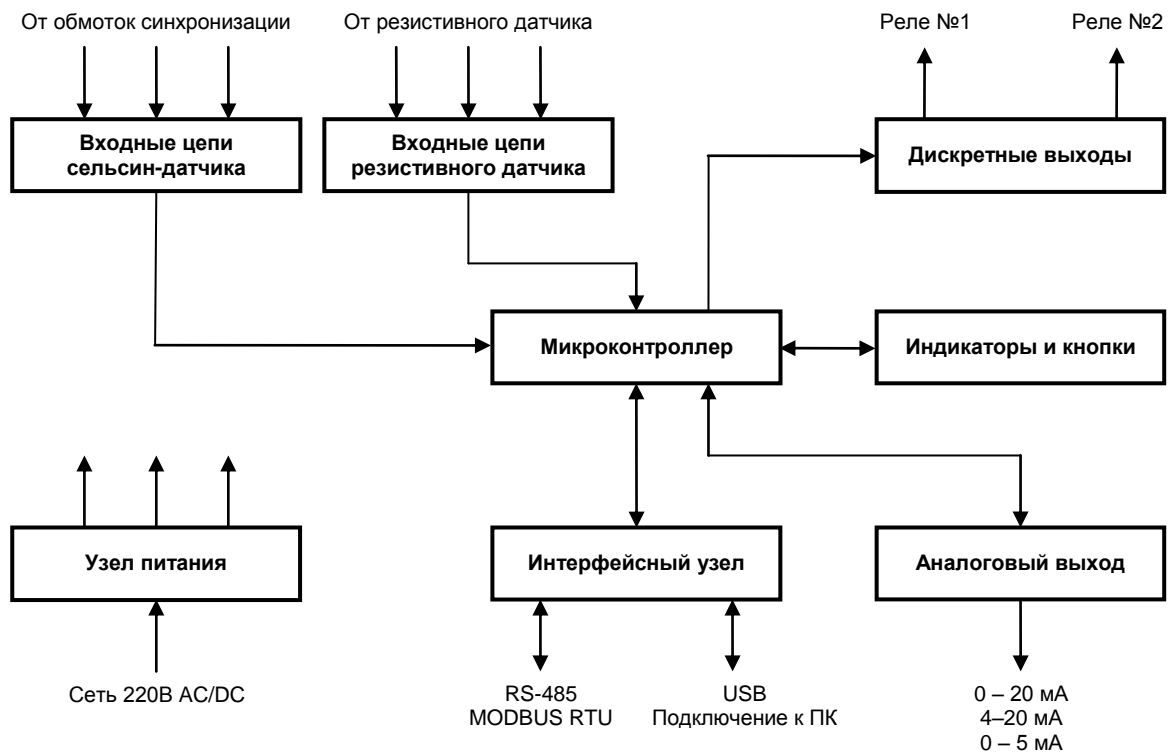 От обмоток синхронизации
От резистивного датчика
Реле №1
Реле №2
Входные цепи
сельсин-датчика
Входные цепи
резистивного датчика
Дискретные выходы
Микроконтроллер
Индикаторы и кнопки
Узел питания
Интерфейсный узел
Аналоговый выход
Сеть 220В AC/DC
RS-485
MODBUS RTU
USB
Подключение к ПК
0 – 20 мА
4–20 мА
0 – 5 мА